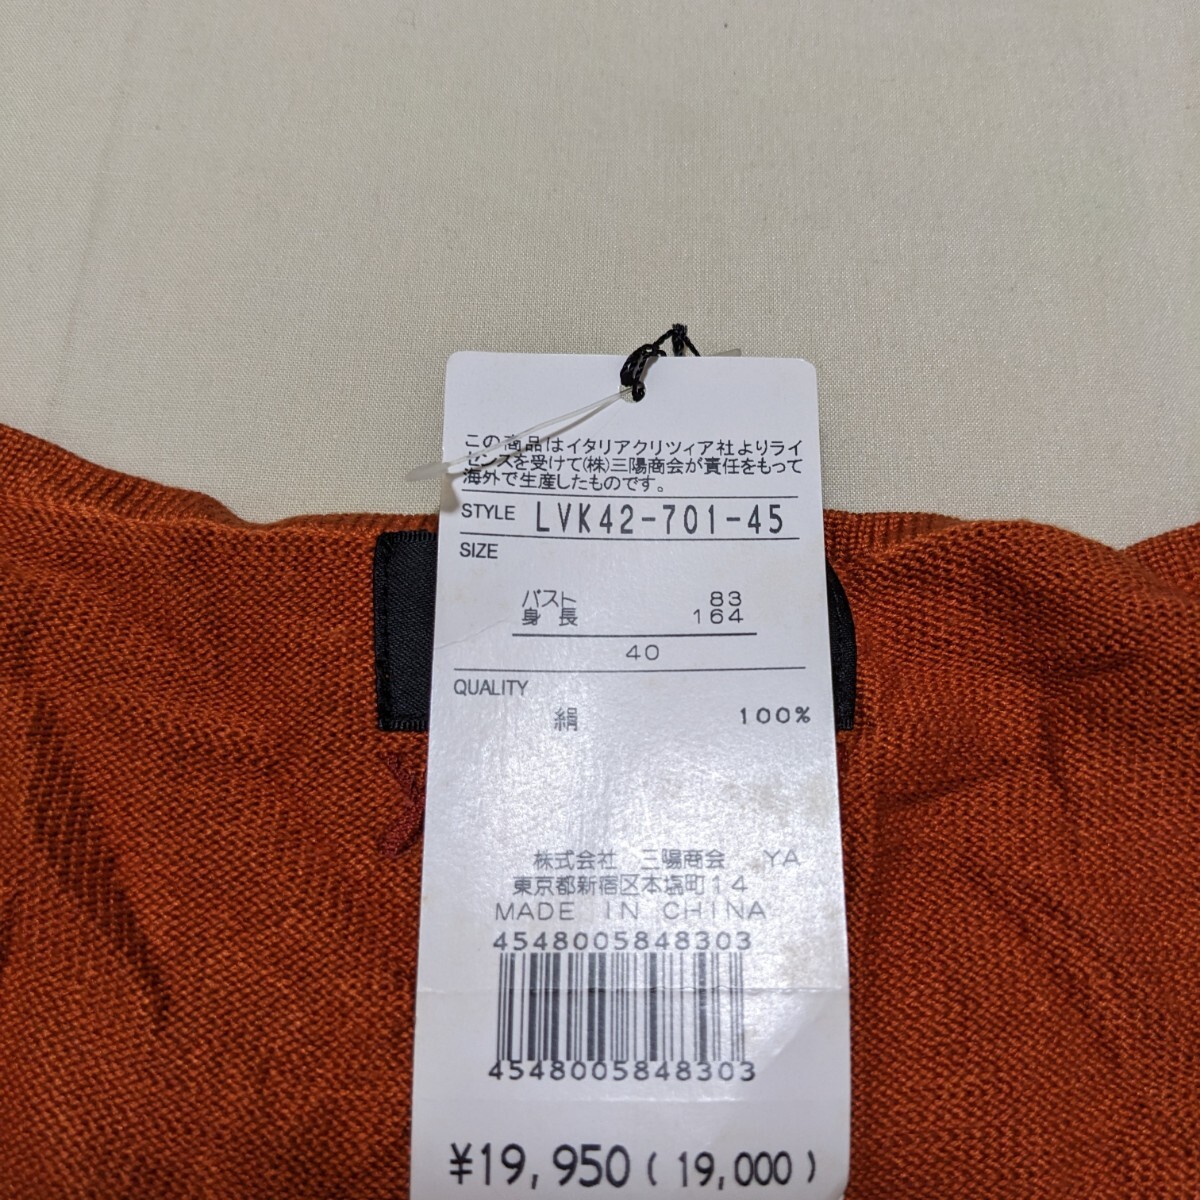 この商品はイタリアクリツィア社よりライ
センスを受けて(株)三陽商会が責任をもって
海外で生産したものです。
STYLE LVK42-701-45
SIZE
バスト 83
身長 164
40
QUALITY
絹 100%
株式会社 三陽商会 YA
東京都新宿区本塩町14
MADE IN CHINA
4548005848303
4548005848303
¥19,950(19,000)